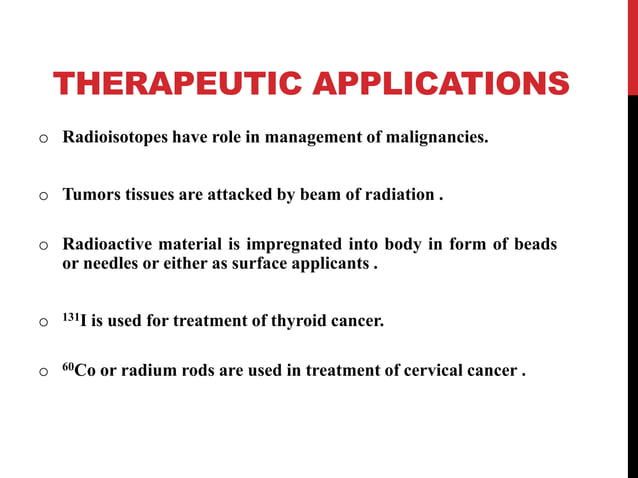 THERAPEUTIC APPLICATIONS
o Radioisotopes have role in management of malignancies.
o Tumors tissues are attacked by beam of radiation .
o Radioactive material is impregnated into body in form of beads
or needles or either as surface applicants .
o ¹³¹I is used for treatment of thyroid cancer.
o ⁶⁰Co or radium rods are used in treatment of cervical cancer .